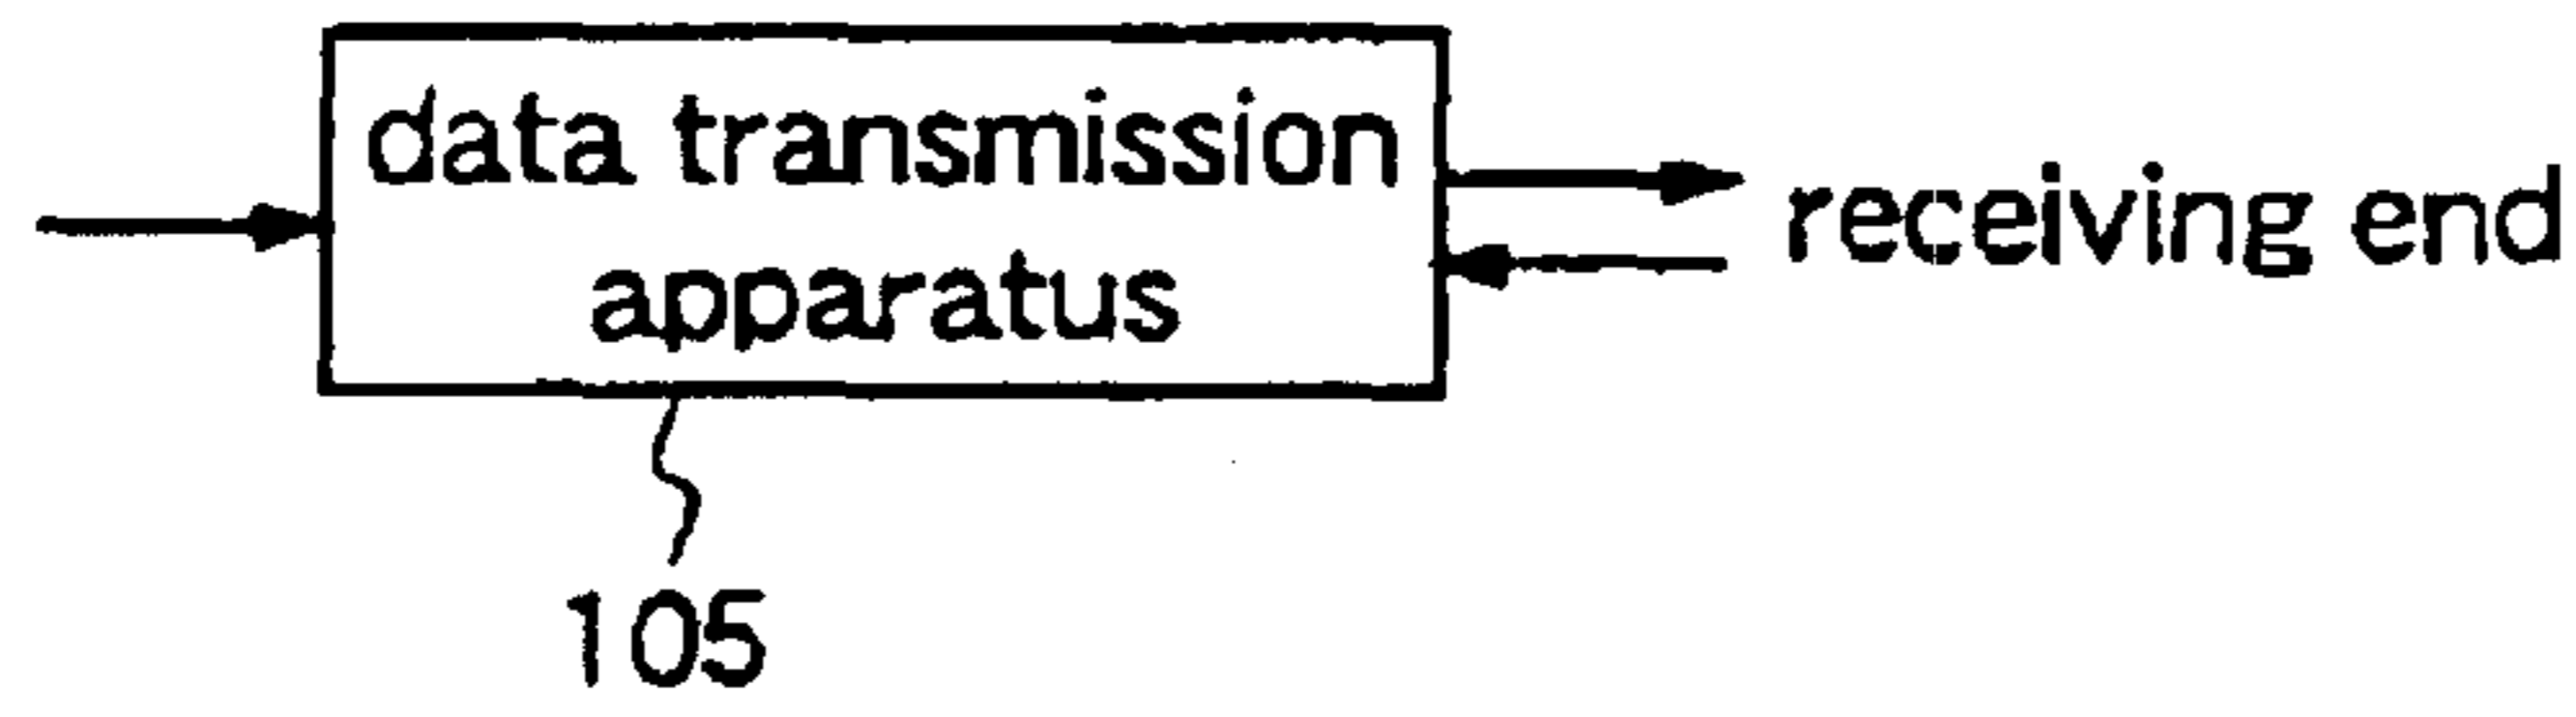 data transmission
apparatus
receiving end
105